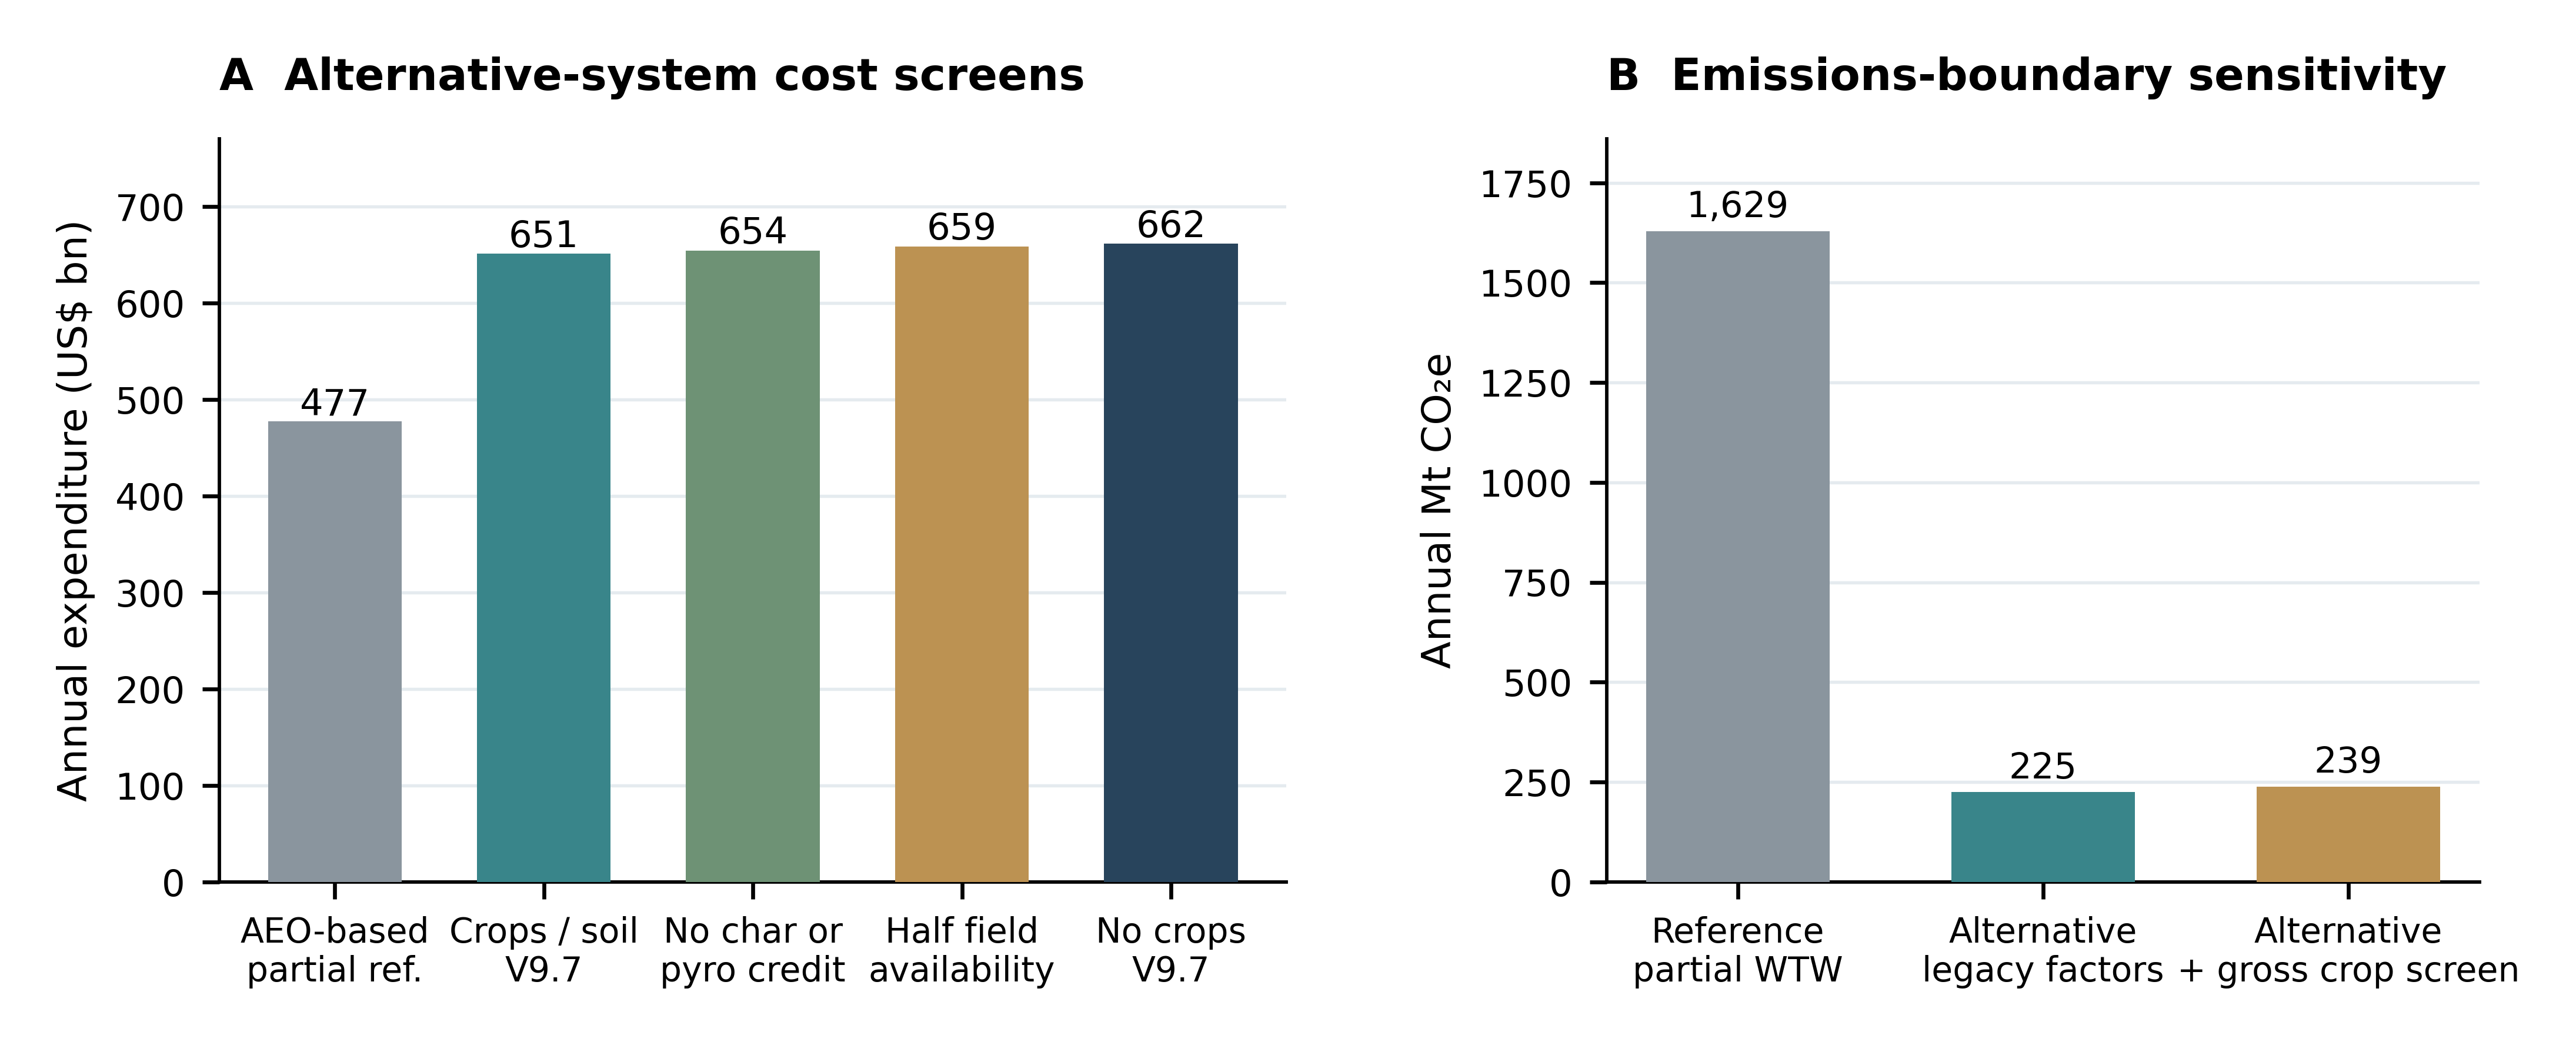 A  Alternative-system cost screens
Annual expenditure (US$ bn)
700
600
500
400
300
200
100
0
477
651
654
659
662
AEO-based
partial ref.
Crops / soil
V9.7
No char or
pyro credit
Half field
availability
No crops
V9.7
B  Emissions-boundary sensitivity
Annual Mt CO₂e
1750
1500
1250
1000
750
500
250
0
1,629
225
239
Reference
partial WTW
Alternative
legacy factors
Alternative
+ gross crop screen